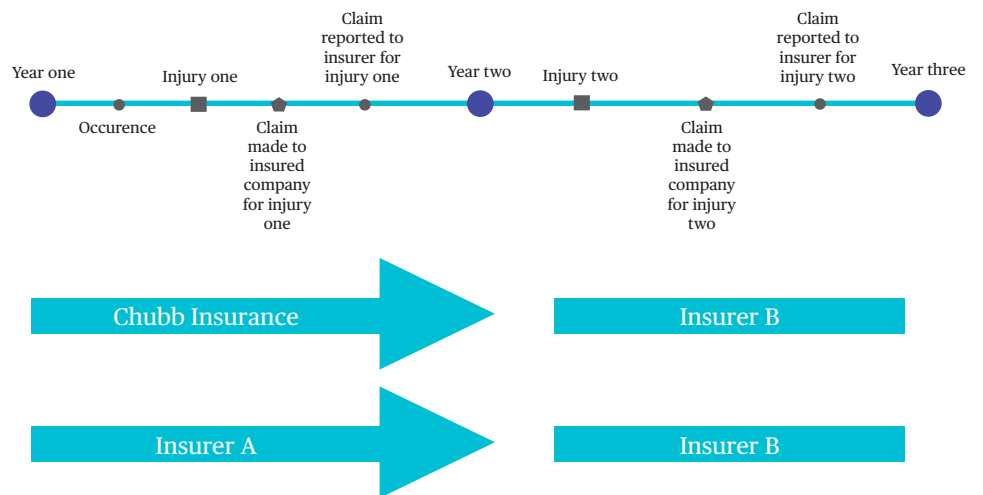 Year one
Occurence
Injury one
Claim
made to
insured
company
for injury
one
Claim
reported to
insurer for
injury one
Year two
Injury two
Claim
made to
insured
company
for injury
two
Claim
reported to
insurer for
injury two
Year three
Chubb Insurance
Insurer B
Insurer A
Insurer B